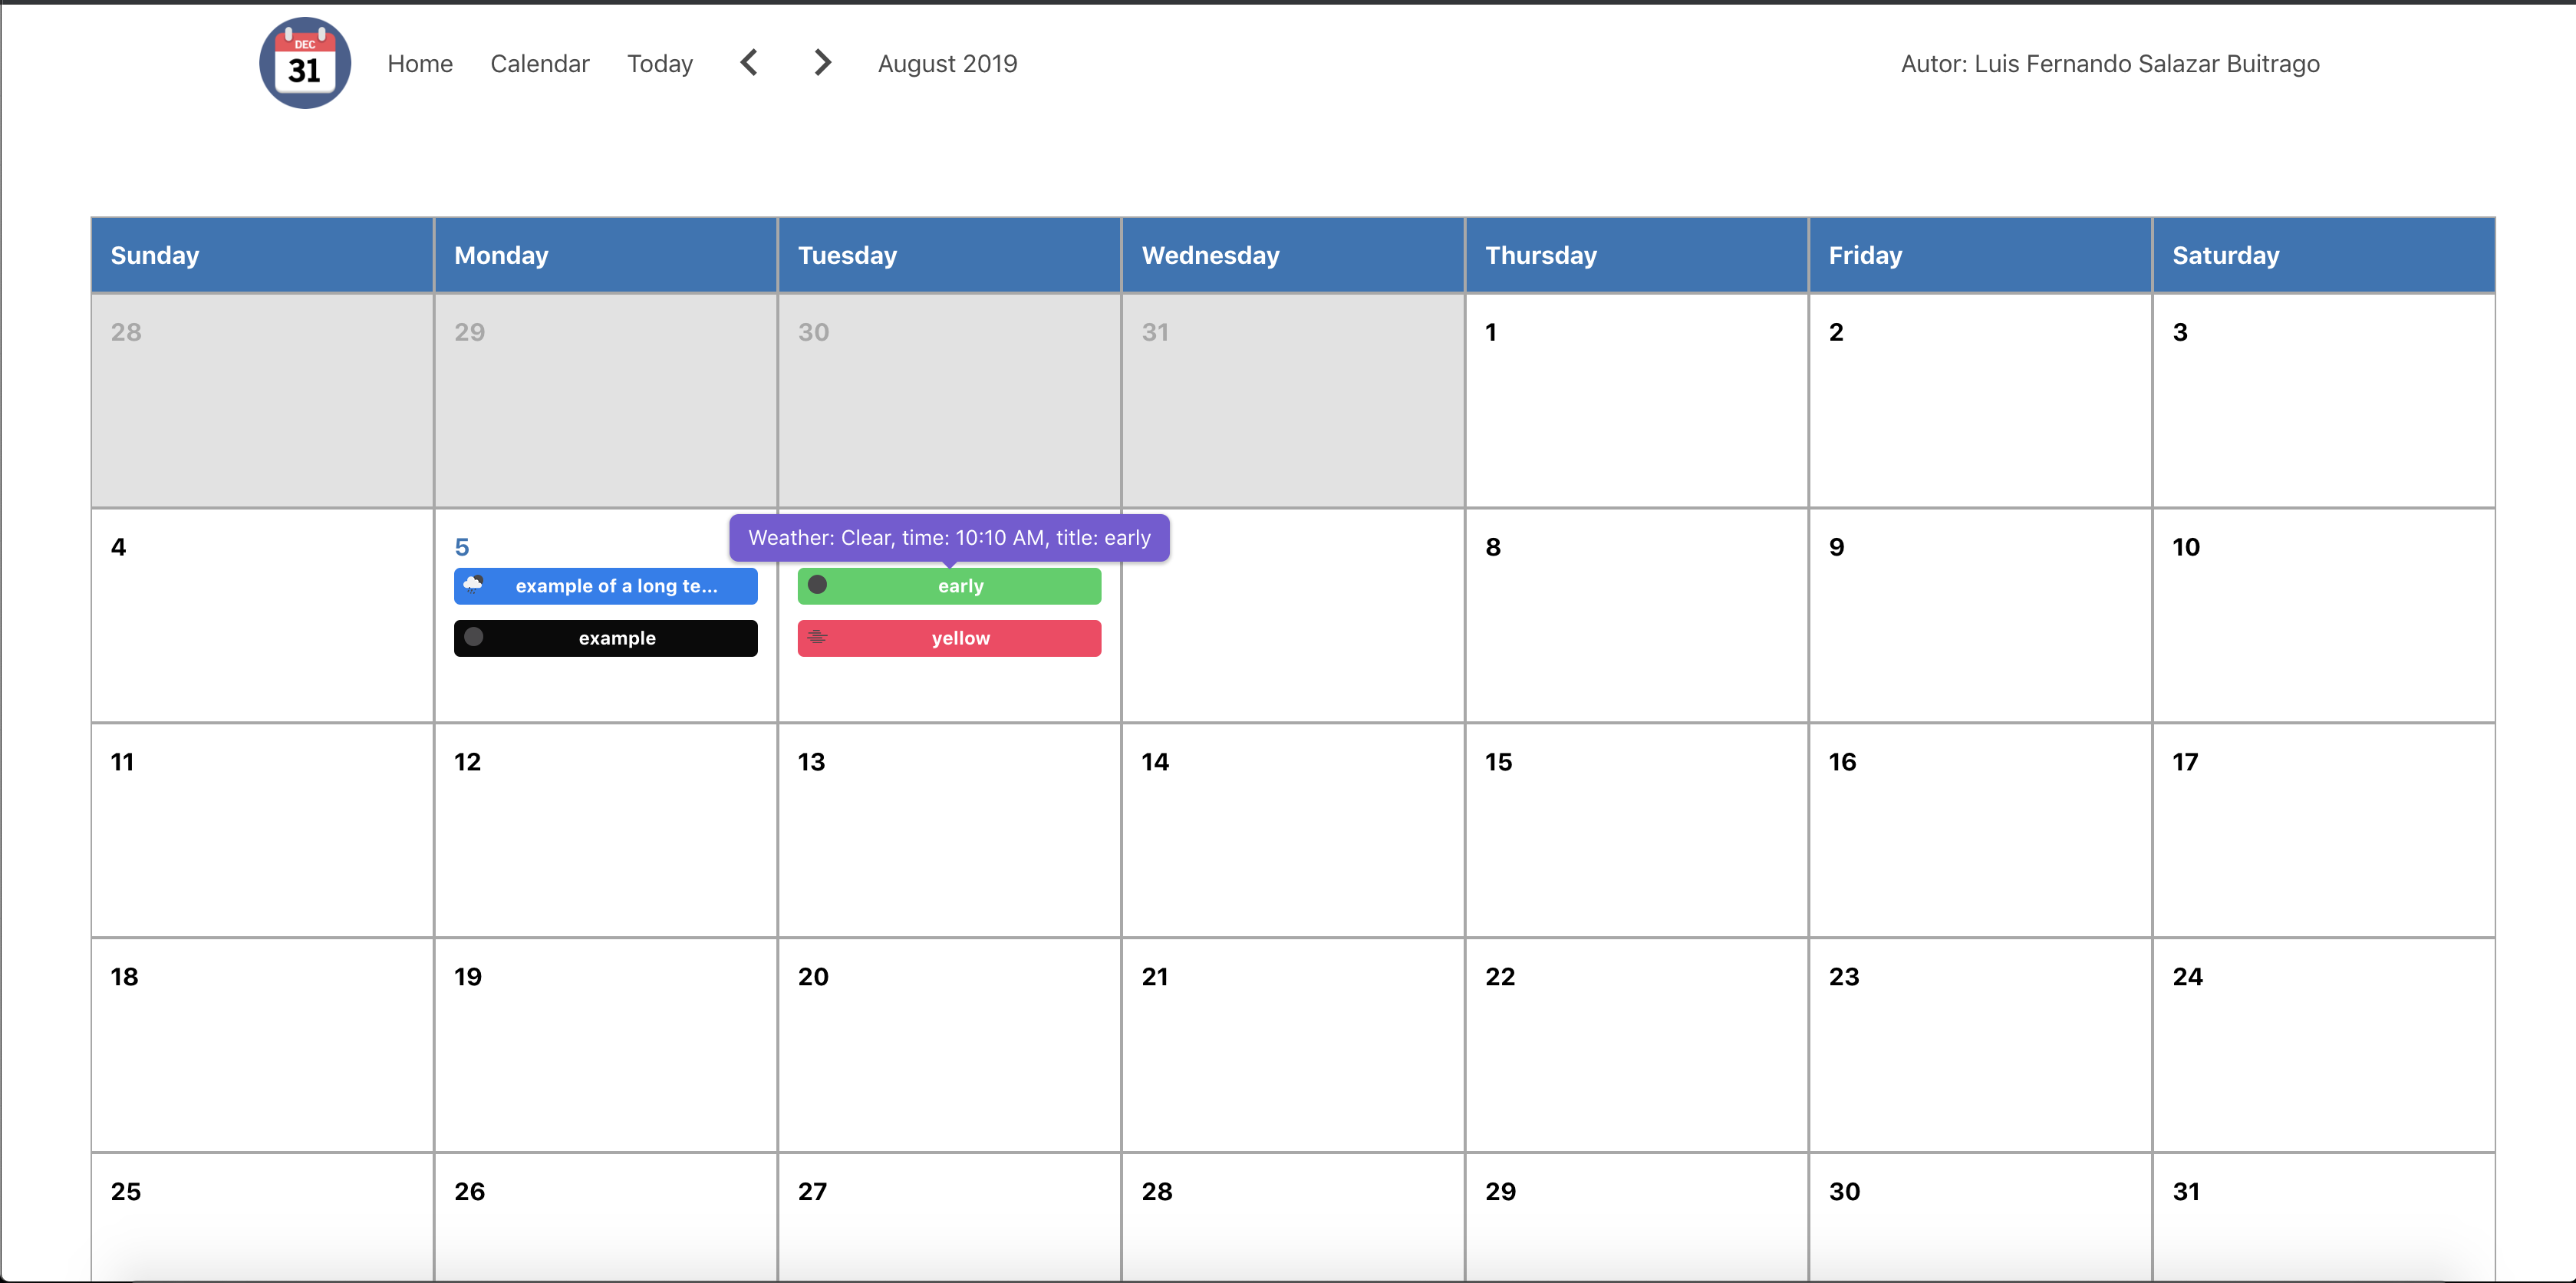 DEC
31
Home Calendar Today August 2019 Autor: Luis Fernando Salazar Buitrago
Sunday Monday Tuesday Wednesday Thursday Friday Saturday
28 29 30 31 1 2 3
4 5 8 9 10
Weather: Clear, time: 10:10 AM, title: early
example of a long te... early
example yellow
11 12 13 14 15 16 17
18 19 20 21 22 23 24
25 26 27 28 29 30 31